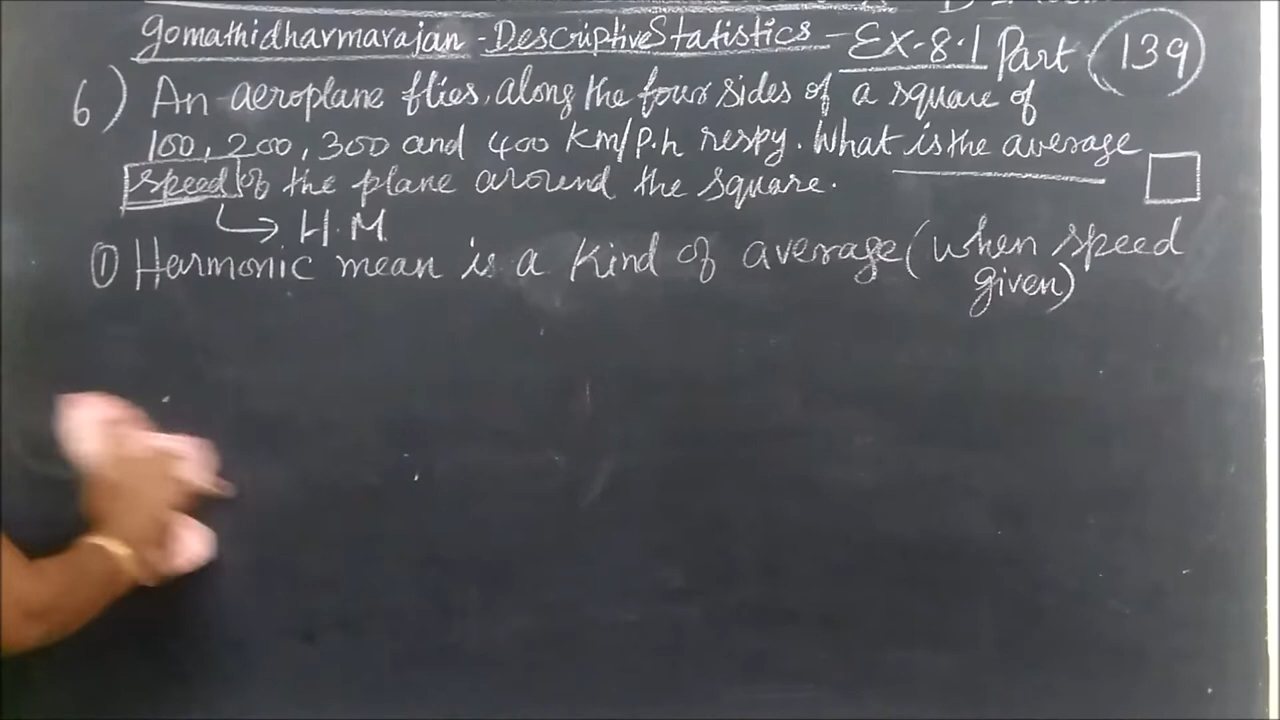 gomathidharmarajan - Descriptive Statistics - Ex-8.1 Part - 139
6) An aeroplane flies, along the four sides of a square of
100, 200, 300 and 400 Km/P.h respy. What is the average
speed of the plane around the square.
↳ H.M
① Harmonic mean is a kind of average (when speed
given)